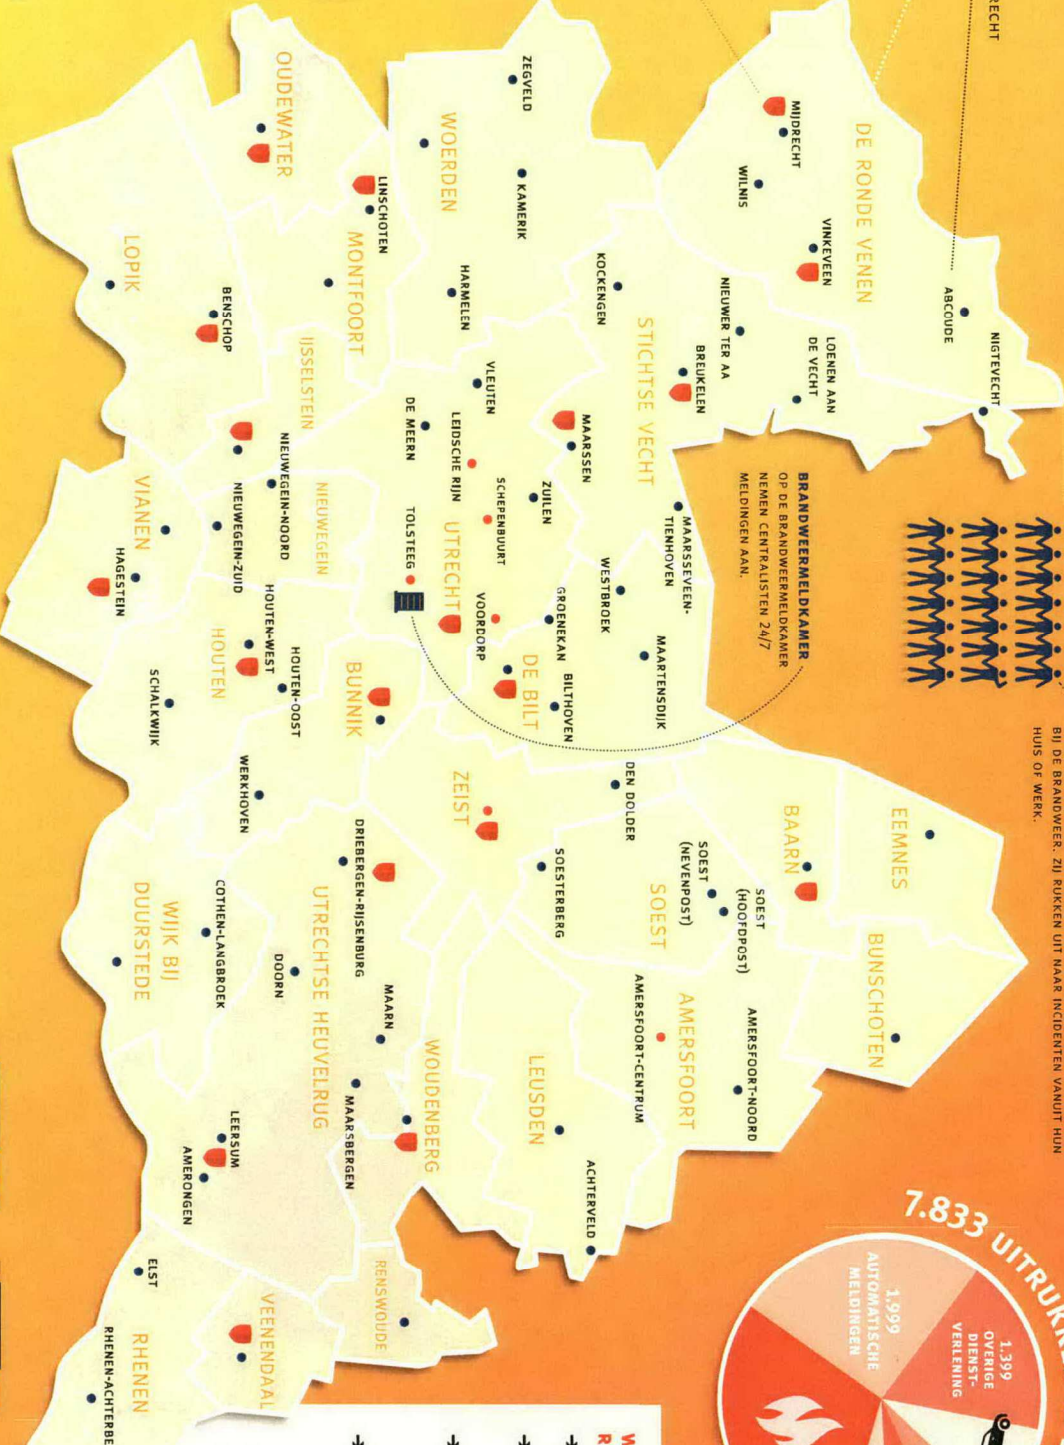 RECHT
DE RONDE VENEN
MIJDRECHT
WILNIS
VINKEVEEN
ABCOUDE
NIGTEVECHT
LOENEN AAN
DE VECHT
NIEUWER TER AA
BREUKELEN
STICHTSE VECHT
KOCKENGEN
MAARSSEN
MAARSSEVEEN-
TIENHOVEN
ZEGVELD
KAMERIK
WOERDEN
HARMELEN
OUDEWATER
LINSCHOTEN
MONTFOORT
LOPIK
BENSCHOP
IJSSELSTEIN
VLEUTEN
DE MEERN
LEIDSCHE RIJN
SCHEPENBUURT
ZUILEN
TOLSTEEG
UTRECHT
VOORDORP
NIEUWEGEIN
NIEUWEGEIN-NOORD
NIEUWEGEIN-ZUID
VIANEN
HAGESTEIN
HOUTEN-WEST
HOUTEN
HOUTEN-OOST
SCHALKWIJK
BUNNIK
WERKHOVEN
WESTBROEK
GROENEKAN
MAARTENSDIJK
DE BILT
BILTHOVEN
BRANDWEERMELDKAMER
OP DE BRANDWEERMELDKAMER
NEMEN CENTRALISTEN 24/7
MELDINGEN AAN.
BIJ DE BRANDWEER. ZIJ RUKKEN UIT NAAR INCIDENTEN VANUIT HUN
HUIS OF WERK.
ZEIST
DEN DOLDER
SOESTERBERG
SOEST
SOEST
(NEVENPOST)
SOEST
(HOOFDPOST)
BAARN
EEMNES
BUNSCHOTEN
AMERSFOORT
AMERSFOORT-CENTRUM
AMERSFOORT-NOORD
LEUSDEN
ACHTERVELD
WOUDENBERG
DRIEBERGEN-RIJSENBURG
UTRECHTSE HEUVELRUG
MAARN
MAARSBERGEN
DOORN
COTHEN-LANGBROEK
WIJK BIJ
DUURSTEDE
LEERSUM
AMERONGEN
ELST
RHENEN
RHENEN-ACHTERBE
VEENENDAAL
RENSWOUDE
7.833 UITRUK
1.999
AUTOMATISCHE
MELDINGEN
1.399
OVERIGE
DIENST-
VERLENING